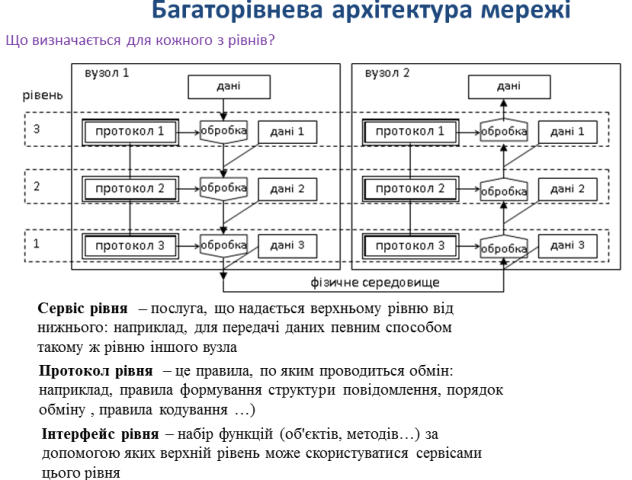 Багаторівнева архітектура мережі
Що визначається для кожного з рівнів?
вузол 1
вузол 2
рівень
дані
дані
3
протокол 1
обробка
дані 1
протокол 1
обробка
дані 1
2
протокол 2
обробка
дані 2
протокол 2
обробка
дані 2
1
протокол 3
обробка
дані 3
протокол 3
обробка
дані 3
фізичне середовище
Сервіс рівня – послуга, що надається верхньому рівню від
нижнього: наприклад, для передачі даних певним способом
такому ж рівню іншого вузла
Протокол рівня – це правила, по яким проводиться обмін:
наприклад, правила формування структури повідомлення, порядок
обміну , правила кодування …)
Інтерфейс рівня – набір функцій (об'єктів, методів…) за
допомогою яких верхній рівень може скористуватися сервісами
цього рівня